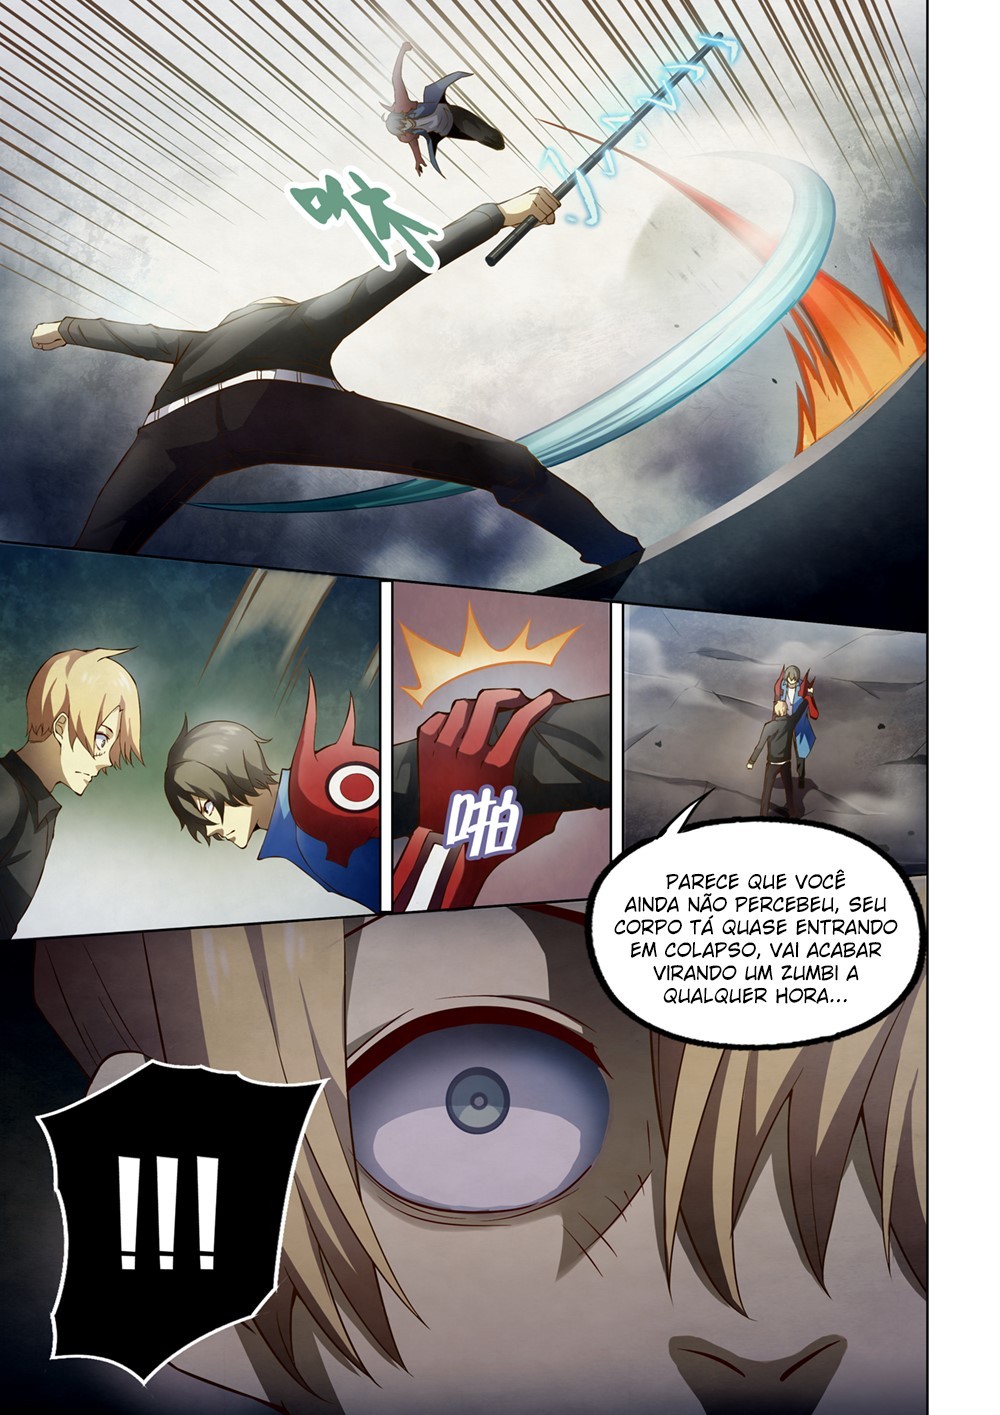 咻
啪
PARECE QUE VOCÊ
AINDA NÃO PERCEBEU, SEU
CORPO TÁ QUASE ENTRANDO
EM COLAPSO, VAI ACABAR
VIRANDO UM ZUMBI A
QUALQUER HORA...
!!!